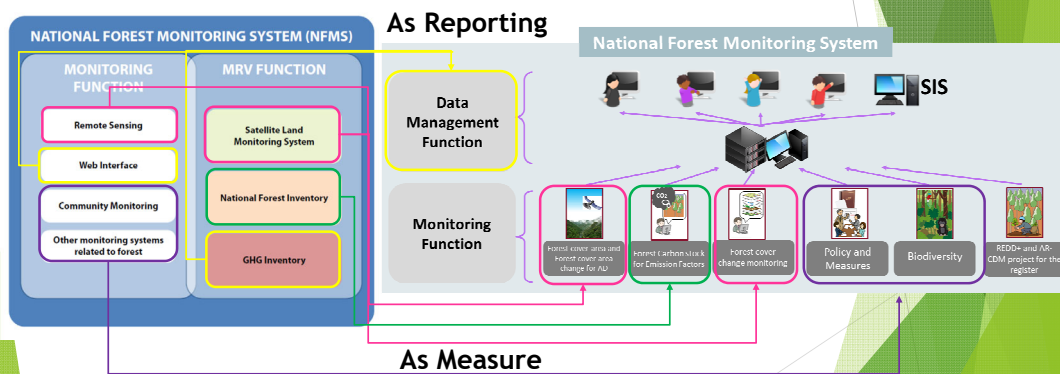 As Reporting
NATIONAL FOREST MONITORING SYSTEM (NFMS)
MONITORING
FUNCTION
MRV FUNCTION
Remote Sensing
Web Interface
Community Monitoring
Other monitoring systems
related to forest
Satellite Land
Monitoring System
National Forest Inventory
GHG Inventory
National Forest Monitoring System
Data
Management
Function
SIS
Monitoring
Function
CO2
Forest cover area and
Forest cover area
change for AD
Forest Carbon stock
for Emission Factors
Forest cover
change monitoring
Policy and
Measures
Biodiversity
REDD+ and AR-
CDM project for the
register
As Measure